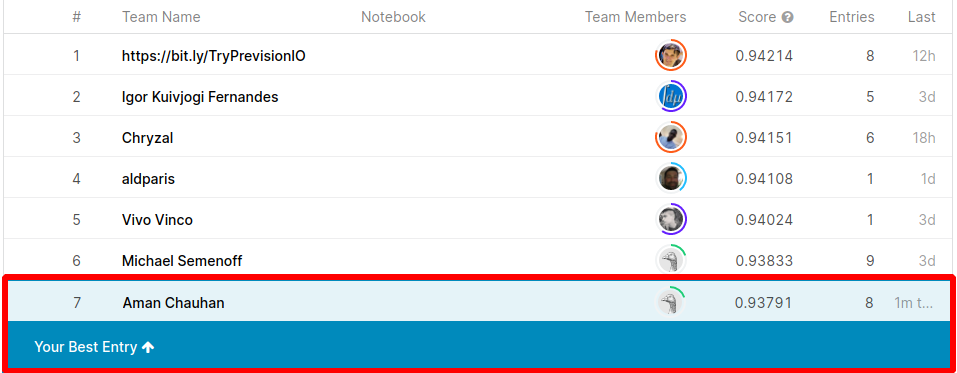 # Team Name Notebook Team Members Score Entries Last
1 https://bit.ly/TryPrevisionIO 0.94214 8 12h
2 Igor Kuivjogi Fernandes 0.94172 5 3d
3 Chryzal 0.94151 6 18h
4 aldparis 0.94108 1 1d
5 Vivo Vinco 0.94024 1 3d
6 Michael Semenoff 0.93833 9 3d
7 Aman Chauhan 0.93791 8 1m t...
Your Best Entry